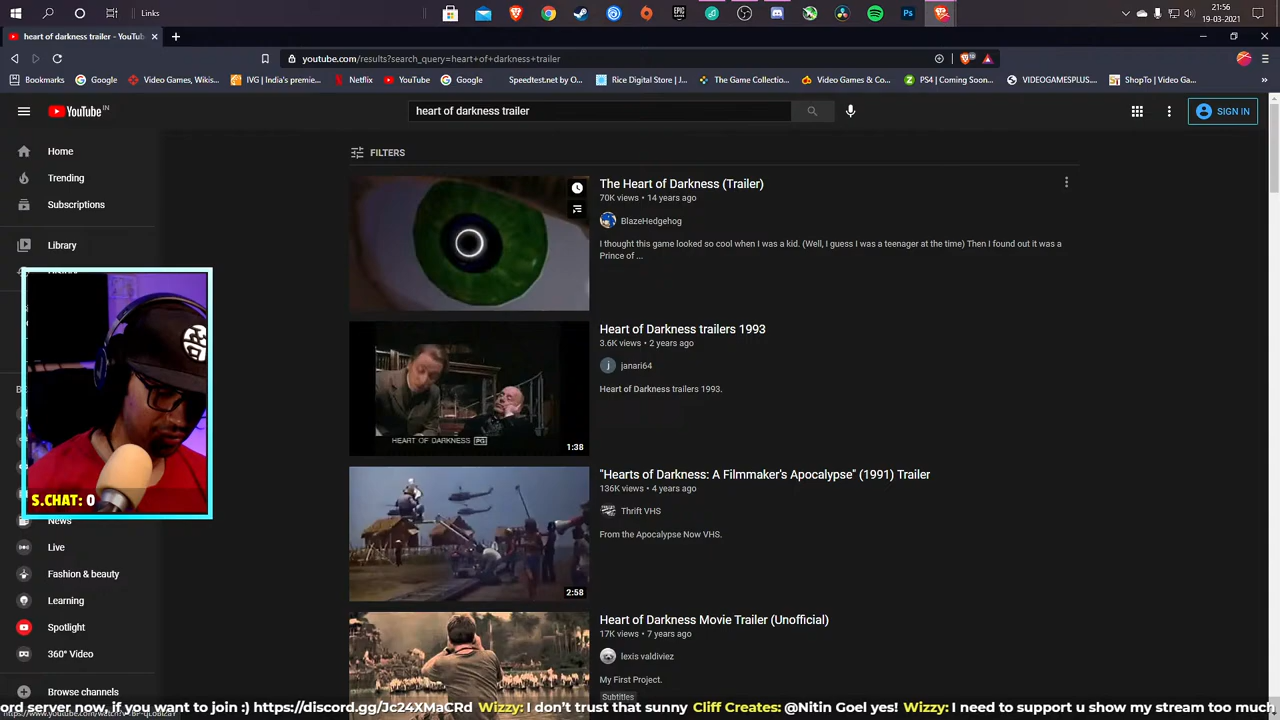 Links
21:56
19-03-2021
heart of darkness trailer - YouTub
youtube.com/results?search_query=heart+of+darkness+trailer
Bookmarks Google Video Games, Wikis... IVG | India's premie... Netflix YouTube Google Speedtest.net by O... Rice Digital Store | J... The Game Collectio... Video Games & Con... PS4 | Coming Soon... VIDEOGAMESPLUS... ShopTo | Video Ga...
YouTube IN
heart of darkness trailer
SIGN IN
Home
Trending
Subscriptions
Library
FILTERS
The Heart of Darkness (Trailer)
70K views • 14 years ago
BlazeHedgehog
I thought this game looked so cool when I was a kid. (Well, I guess I was a teenager at the time) Then I found out it was a
Prince of ...
Heart of Darkness trailers 1993
3.6K views • 2 years ago
janari64
Heart of Darkness trailers 1993.
HEART OF DARKNESS PG
1:38
"Hearts of Darkness: A Filmmaker's Apocalypse" (1991) Trailer
136K views • 4 years ago
Thrift VHS
From the Apocalypse Now VHS.
2:58
Heart of Darkness Movie Trailer (Unofficial)
17K views • 7 years ago
lexis valdiviez
My First Project.
Subtitles
S.CHAT: 0
News
Live
Fashion & beauty
Learning
Spotlight
360° Video
Browse channels
ord server now, if you want to join :) https://discord.gg/Jc24XMaCRd Wizzy: I don't trust that sunny Cliff Creates: @Nitin Goel yes! Wizzy: I need to support u show my stream too much